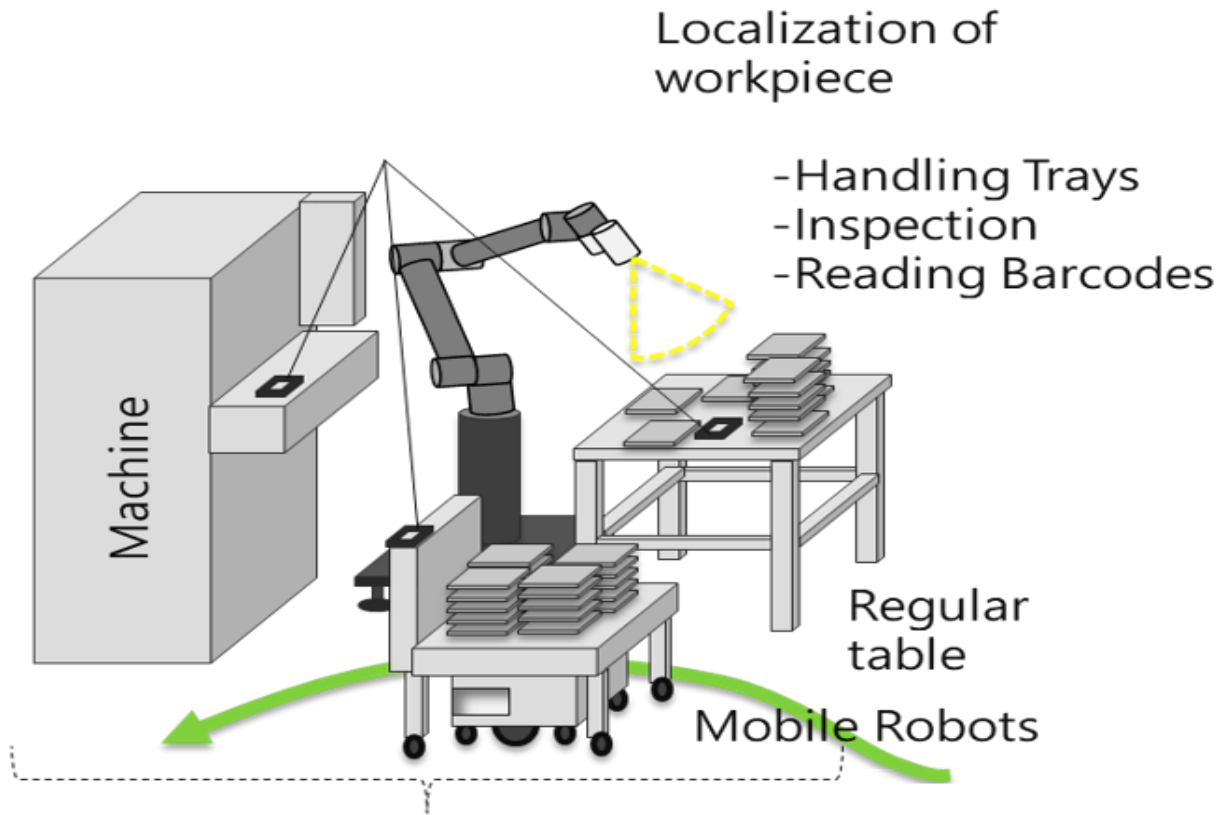 Localization of
workpiece
-Handling Trays
-Inspection
-Reading Barcodes
Machine
Regular
table
Mobile Robots